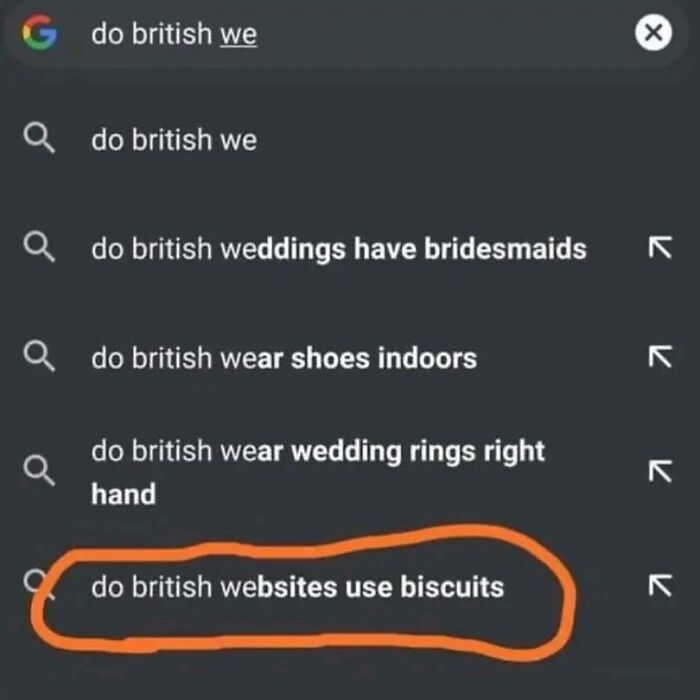 do british we
do british we
do british weddings have bridesmaids
do british wear shoes indoors
do british wear wedding rings right
hand
do british websites use biscuits